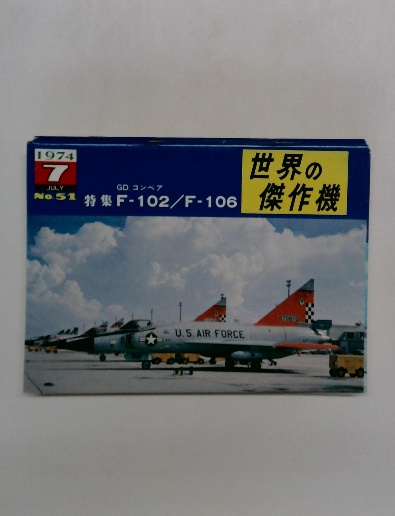 1974
7
JULY
No.51
GD コンベア
特集 F-102/F-106
世界の
傑作機
U.S. AIR FORCE